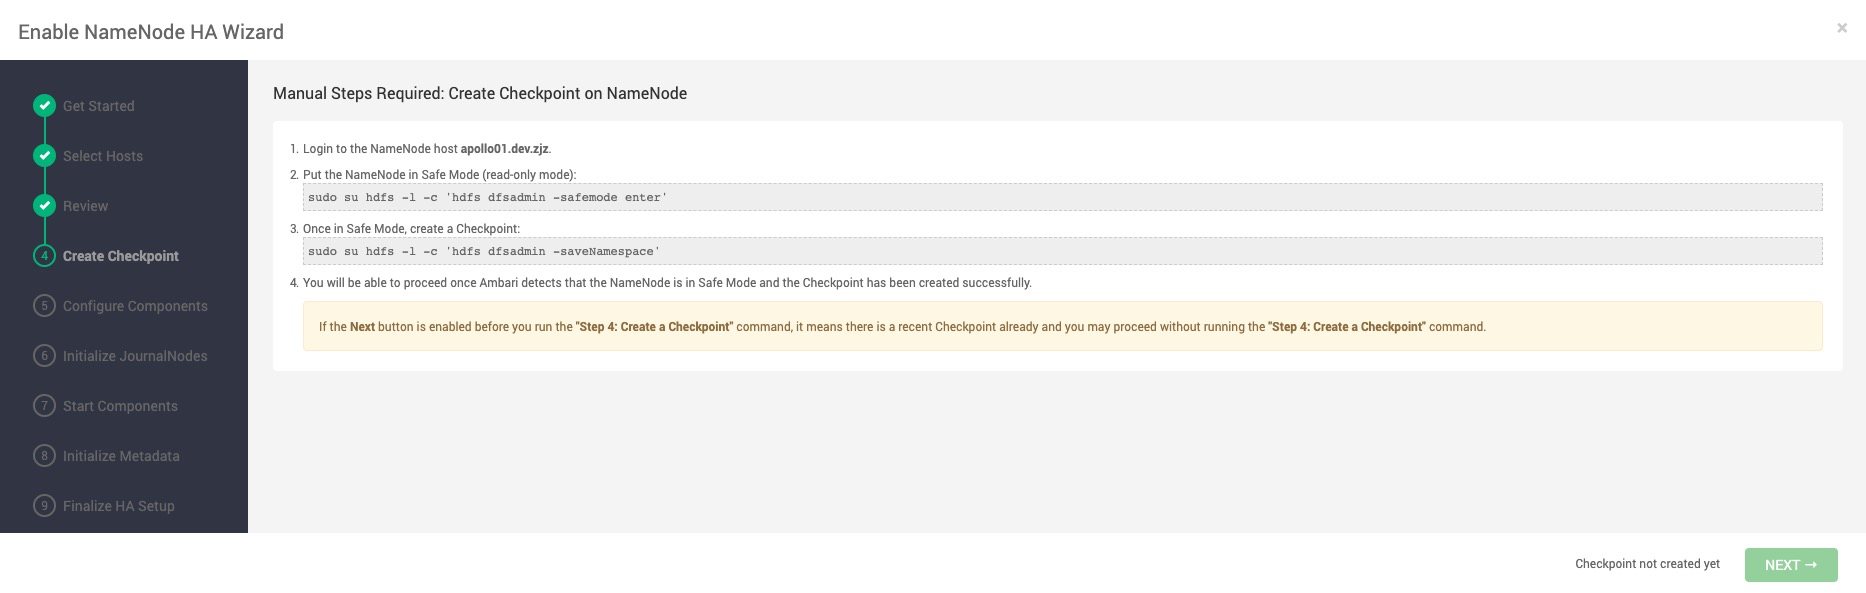 Enable NameNode HA Wizard
×
Get Started
Select Hosts
Review
4 Create Checkpoint
5 Configure Components
6 Initialize JournalNodes
7 Start Components
8 Initialize Metadata
9 Finalize HA Setup
Manual Steps Required: Create Checkpoint on NameNode
1. Login to the NameNode host apollo01.dev.zjz.
2. Put the NameNode in Safe Mode (read-only mode):
sudo su hdfs -l -c 'hdfs dfsadmin -safemode enter'
3. Once in Safe Mode, create a Checkpoint:
sudo su hdfs -l -c 'hdfs dfsadmin -saveNamespace'
4. You will be able to proceed once Ambari detects that the NameNode is in Safe Mode and the Checkpoint has been created successfully.
If the Next button is enabled before you run the "Step 4: Create a Checkpoint" command, it means there is a recent Checkpoint already and you may proceed without running the "Step 4: Create a Checkpoint" command.
Checkpoint not created yet
NEXT →